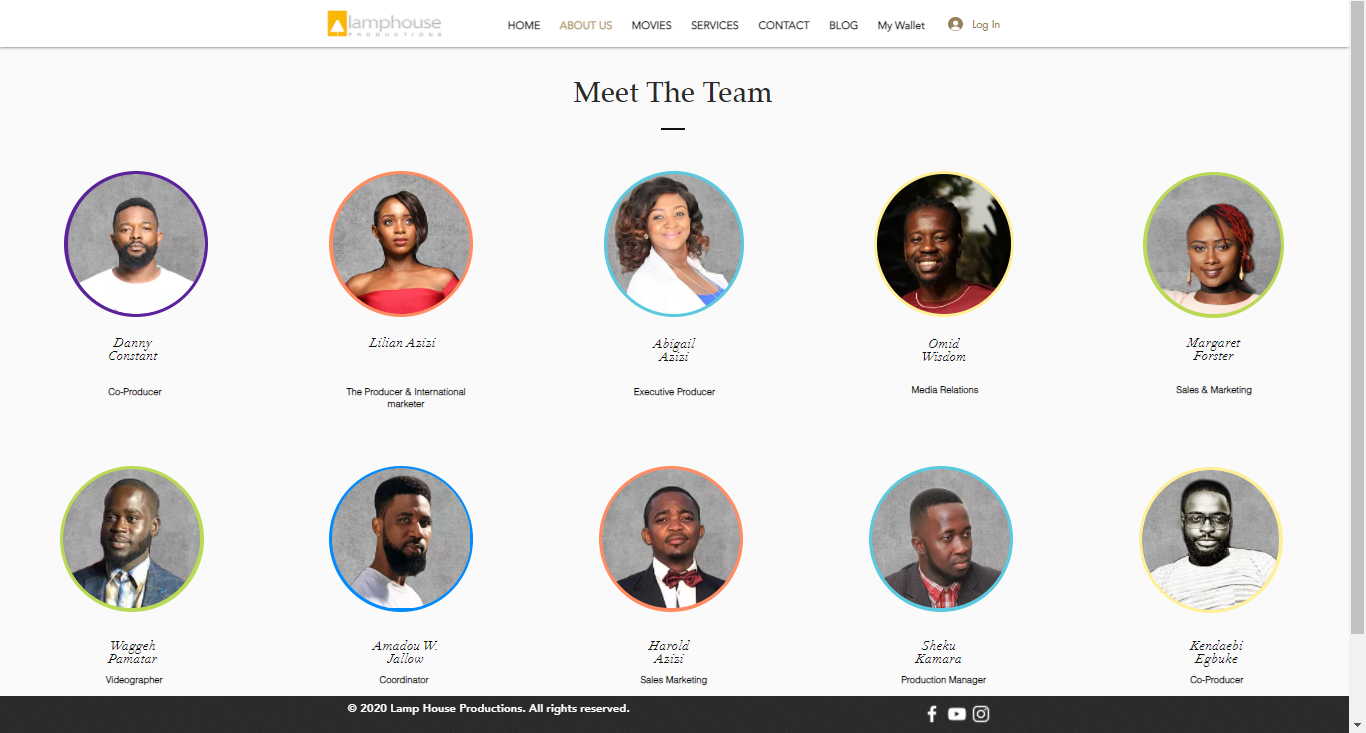 lamphouse
PRODUCTIONS
HOME ABOUT US MOVIES SERVICES CONTACT BLOG My Wallet Log In
Meet The Team
Danny
Constant
Co-Producer
Lilian Azizi
The Producer & International
marketer
Abigail
Azizi
Executive Producer
Omid
Wisdom
Media Relations
Margaret
Forster
Sales & Marketing
Waggeh
Pamatar
Videographer
Amadou W.
Jallow
Coordinator
Harold
Azizi
Sales Marketing
Sheku
Kamara
Production Manager
Kendaebi
Egbuke
Co-Producer
© 2020 Lamp House Productions. All rights reserved.